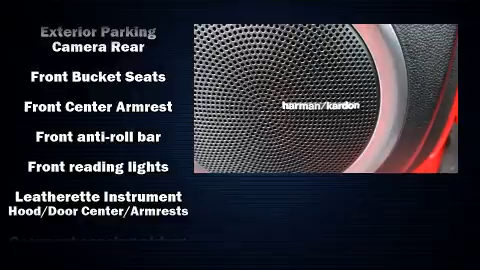 Exterior Parking
Camera Rear
Front Bucket Seats
Front Center Armrest
Front anti-roll bar
Front reading lights
Leatherette Instrument
Hood/Door Center/Armrests
harman/kardon